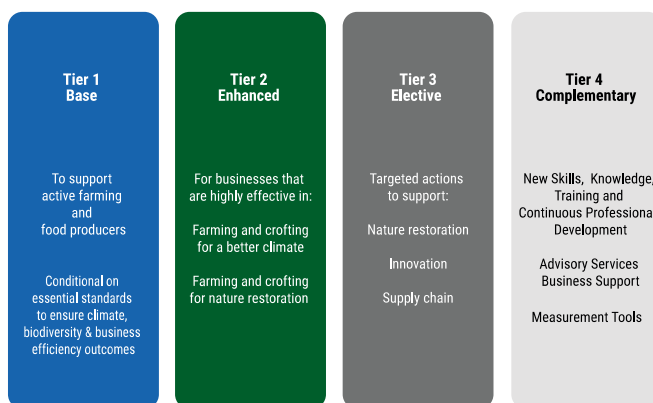 Tier 1
Base
To support
active farming
and
food producers
Conditional on
essential standards
to ensure climate,
biodiversity & business
efficiency outcomes
Tier 2
Enhanced
For businesses that
are highly effective in:
Farming and crofting
for a better climate
Farming and crofting
for nature restoration
Tier 3
Elective
Targeted actions
to support:
Nature restoration
Innovation
Supply chain
Tier 4
Complementary
New Skills, Knowledge,
Training and
Continuous Professional
Development
Advisory Services
Business Support
Measurement Tools